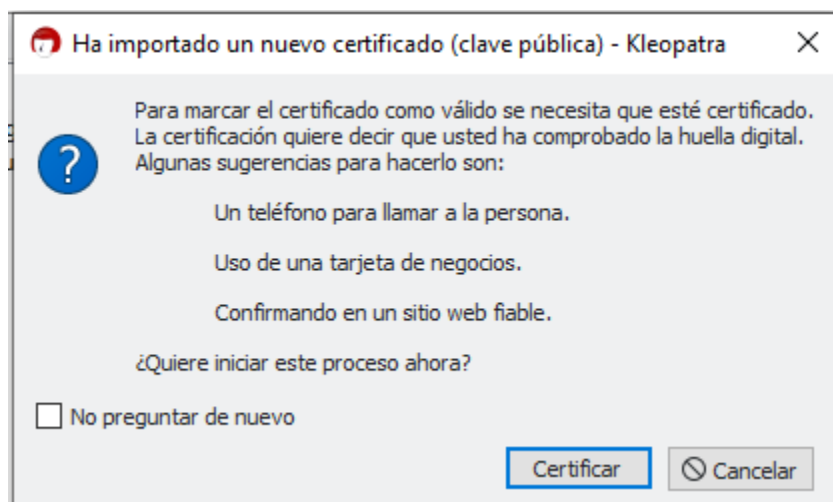 Ha importado un nuevo certificado (clave pública) - Kleopatra
Para marcar el certificado como válido se necesita que esté certificado.
La certificación quiere decir que usted ha comprobado la huella digital.
Algunas sugerencias para hacerlo son:
Un teléfono para llamar a la persona.
Uso de una tarjeta de negocios.
Confirmando en un sitio web fiable.
¿Quiere iniciar este proceso ahora?
No preguntar de nuevo
Certificar
Cancelar